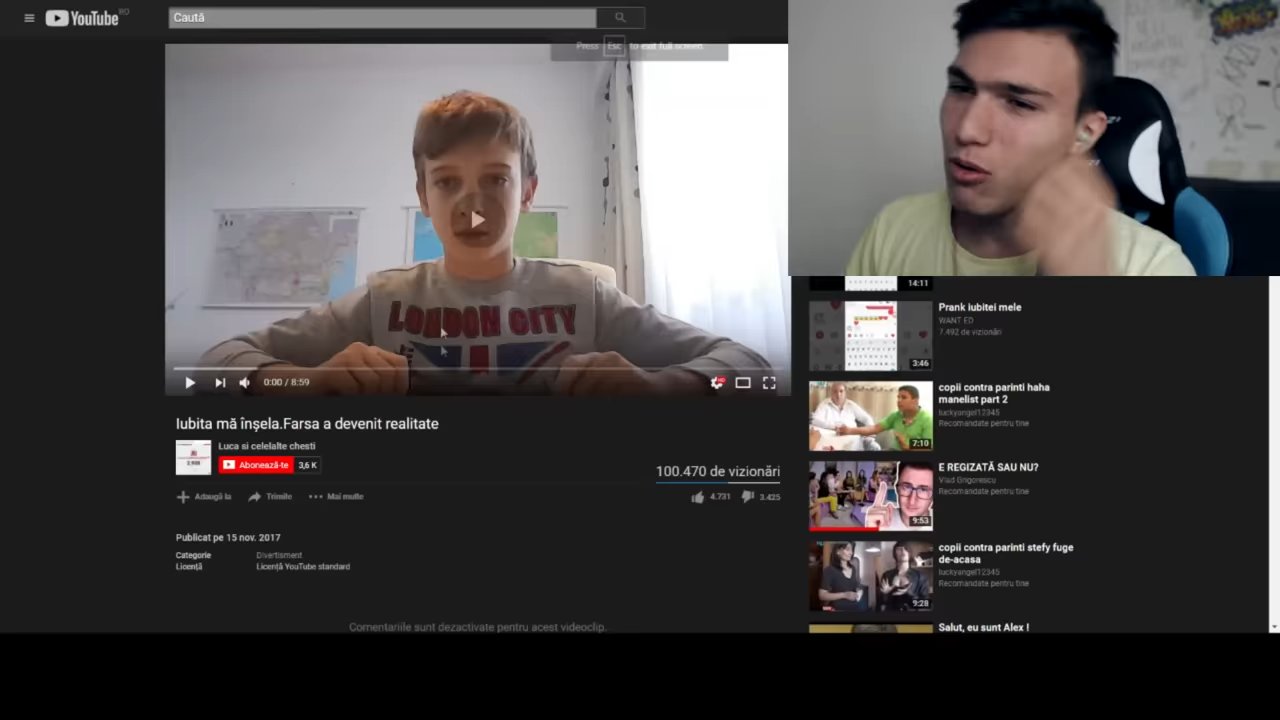 YouTube RO
Caută
Press Esc to exit full screen.
LONDON CITY
0:00 / 8:59
Iubita mă înșela.Farsa a devenit realitate
Luca si celelalte chesti
Abonează-te 3,6 K
100.470 de vizionări
Adaugă la Trimite Mai multe
4.731 3.425
Publicat pe 15 nov. 2017
Categorie Divertisment
Licență Licență YouTube standard
Comentariile sunt dezactivate pentru acest videoclip.
14:11
Prank iubitei mele
WANT ED
7.492 de vizionări
3:46
copii contra parinti haha
manelist part 2
luckyangel12345
Recomandate pentru tine
7:10
E REGIZATĂ SAU NU?
Vlad Grigorescu
Recomandate pentru tine
9:53
copii contra parinti stefy fuge
de-acasa
luckyangel12345
Recomandate pentru tine
9:28
Salut, eu sunt Alex !